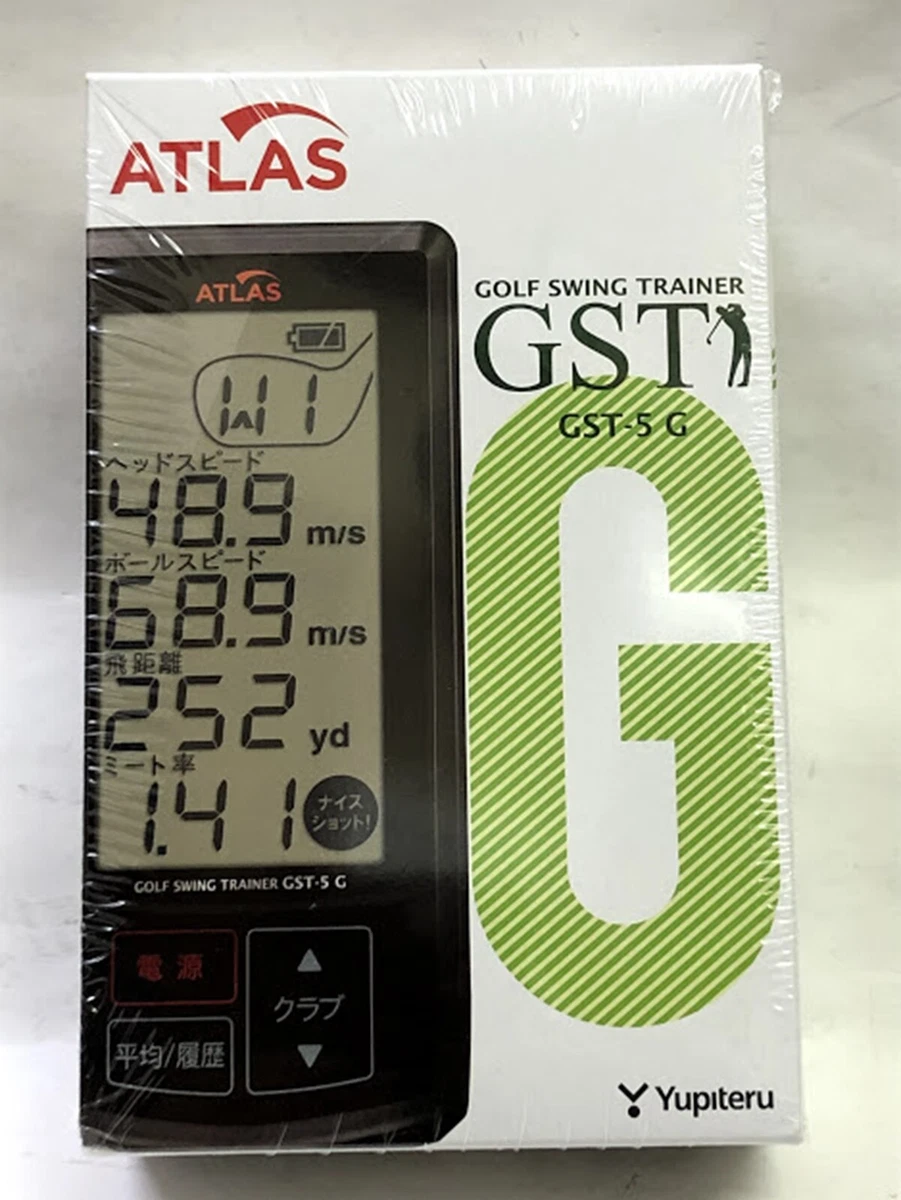 ATLAS
GOLF SWING TRAINER
GST
GST-5 G
ATLAS
W1
ヘッドスピード
48.9 m/s
ボールスピード
68.9 m/s
飛距離
252 yd
ミート率
1.41
ナイス
ショット!
GOLF SWING TRAINER GST-5 G
電源
クラブ
平均/履歴
G
Yupiteru